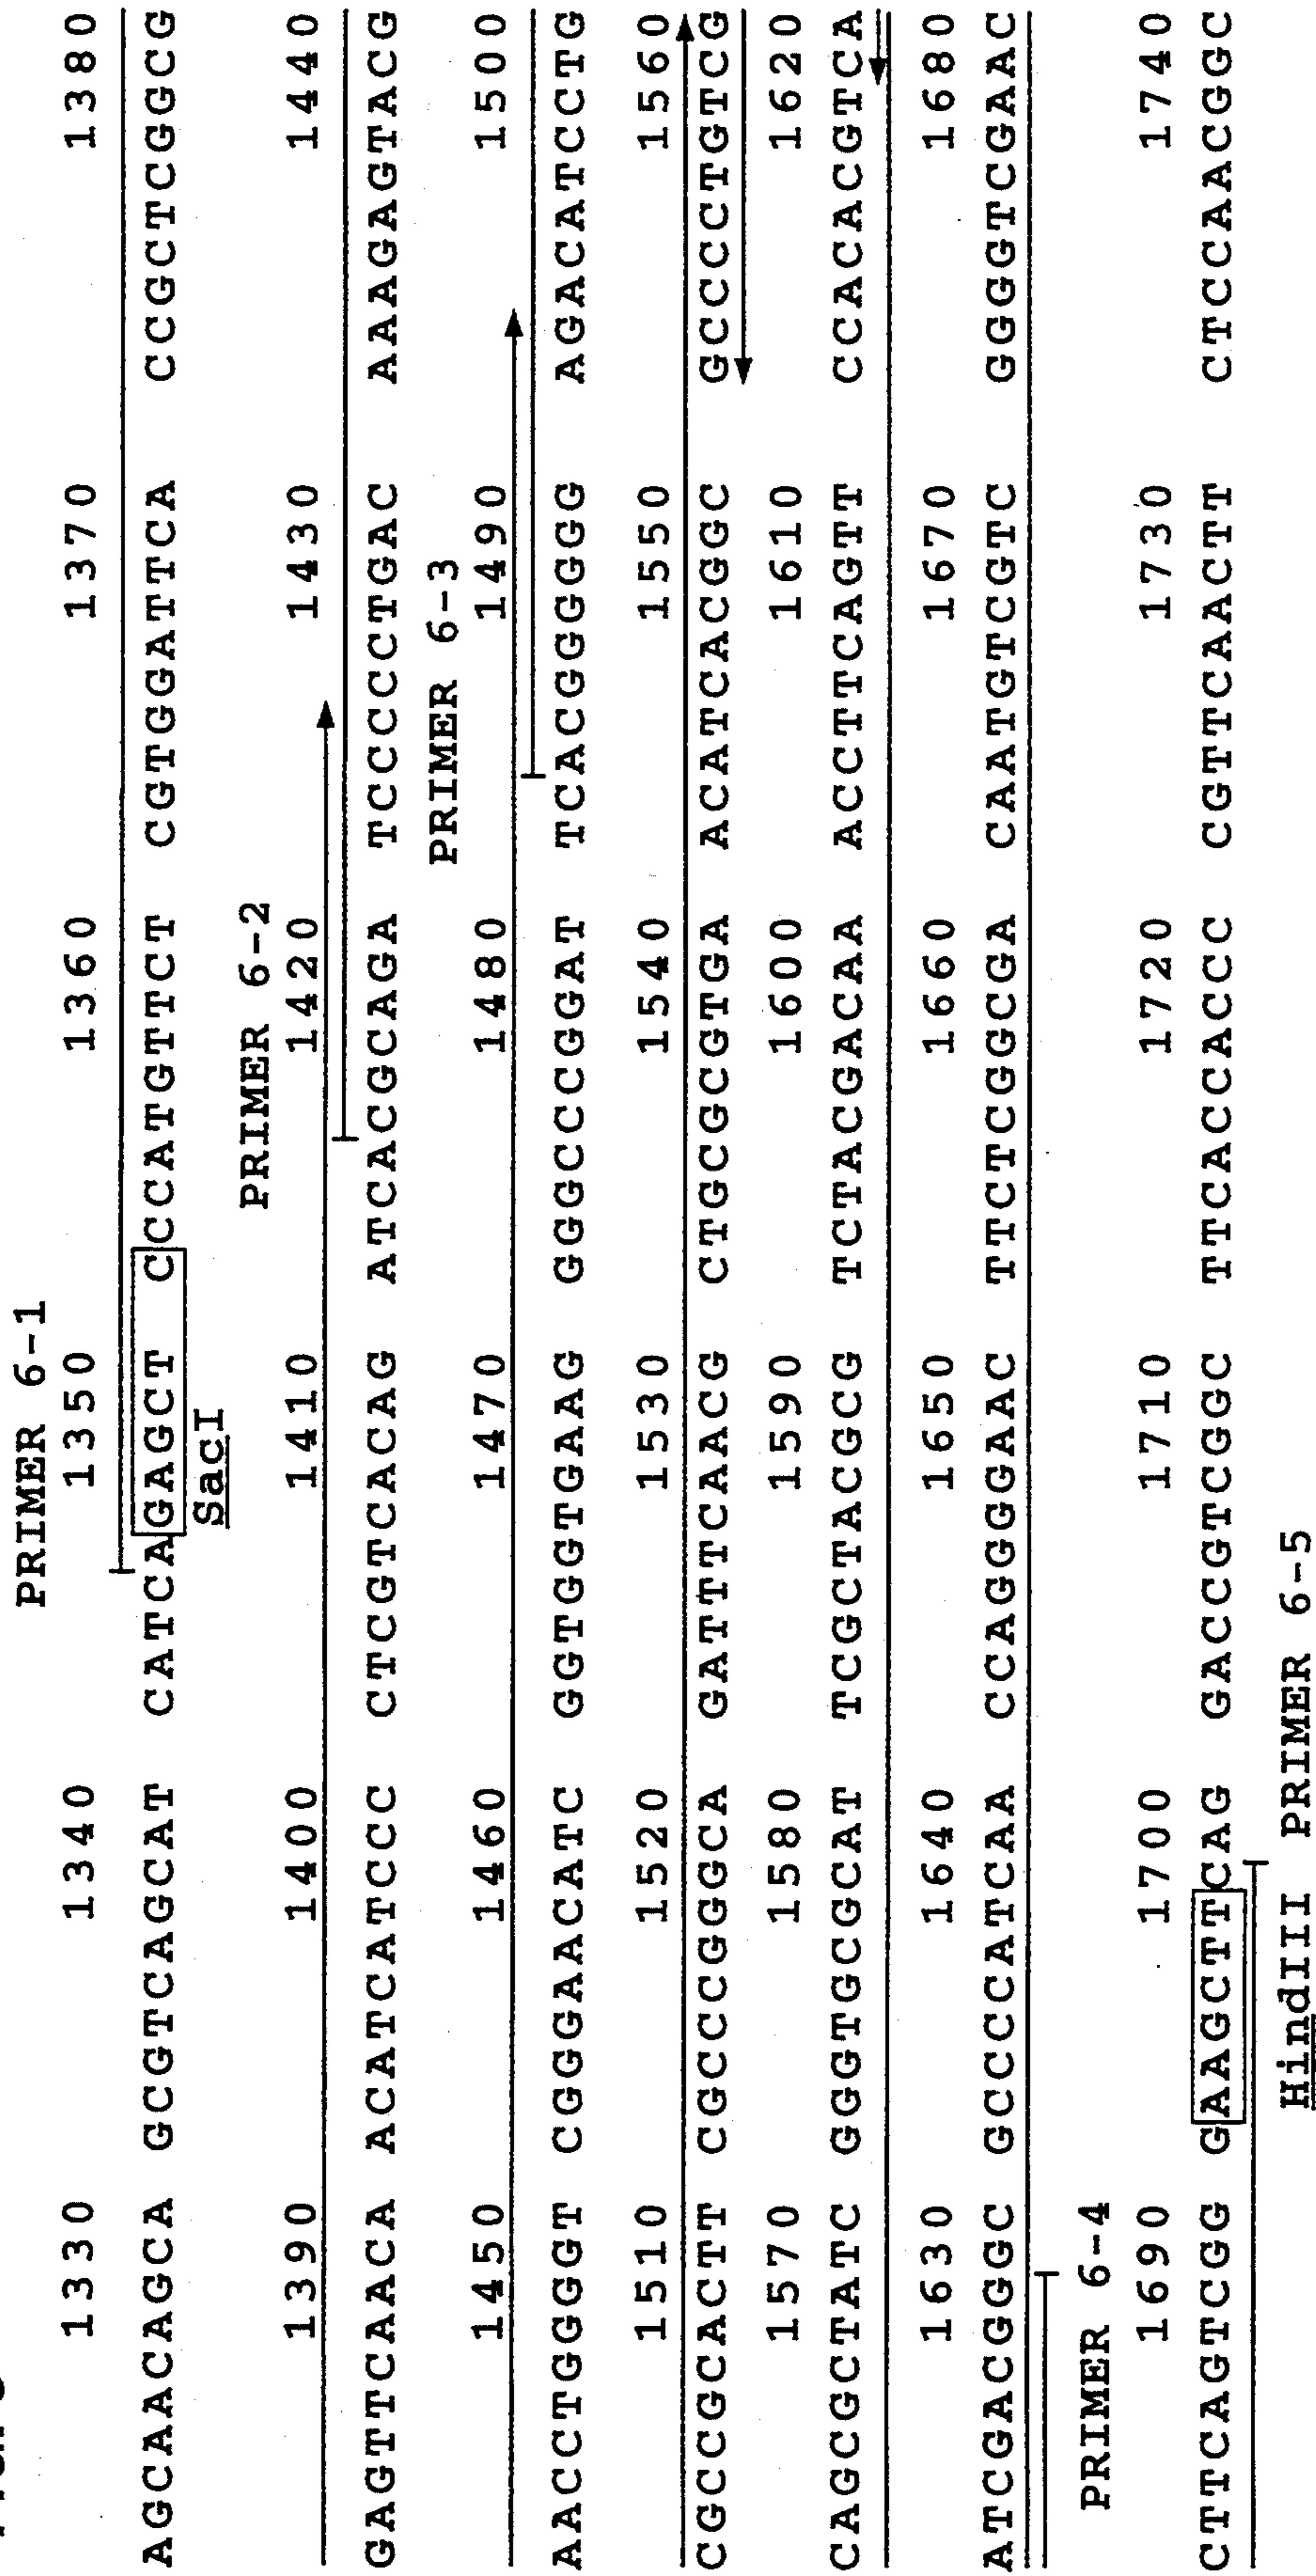 PRIMER 6-1
1330 1340 1350 1360 1370 1380
AGCAACAGCA GCGTCAGCAT CATCAGAGCT CCCATGTTCT CGTGGATTCA CCGCTCGGCG
SacI
PRIMER 6-2
1390 1400 1410 1420 1430 1440
GAGTTCAACA ACATCATCCC CTCGTCACAG ATCACGCAGA TCCCCCTGAC AAAGAGTACG
PRIMER 6-3
1450 1460 1470 1480 1490 1500
AACCTGGGGT CGGGAACATC GGTGGTGAAG GGGCCCGGAT TCACGGGGGG AGACATCCTG
1510 1520 1530 1540 1550 1560
CGCCGCACTT CGCCCGGGCA GATTTCAACG CTGCGCGTGA ACATCACGGC GCCCCTGTCG
1570 1580 1590 1600 1610 1620
CAGCGCTATC GGGTGCGCAT TCGCTACGCG TCTACGACAA ACCTTCAGTT CCACACGTCA
1630 1640 1650 1660 1670 1680
ATCGACGGGC GCCCCATCAA CCAGGGGAAC TTCTCGGCGA CAATGTCGTC GGGGTCGAAC
PRIMER 6-4
1690 1700 1710 1720 1730 1740
CTTCAGTCGG GAAGCTTCAG GACCGTCGGC TTCACCACCC CGTTCAACTT CTCCAACGGC
HindIII PRIMER 6-5